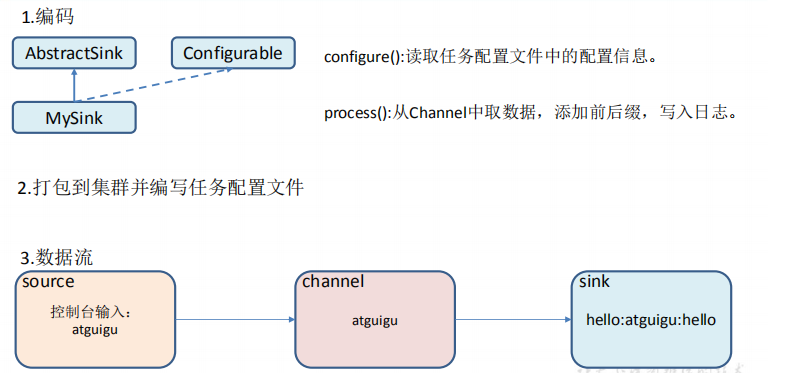 1.编码
AbstractSink
Configurable
configure():读取任务配置文件中的配置信息。
MySink
process():从Channel中取数据，添加前后缀，写入日志。
2.打包到集群并编写任务配置文件
3.数据流
source
channel
sink
控制台输入：
atguigu
atguigu
hello:atguigu:hello